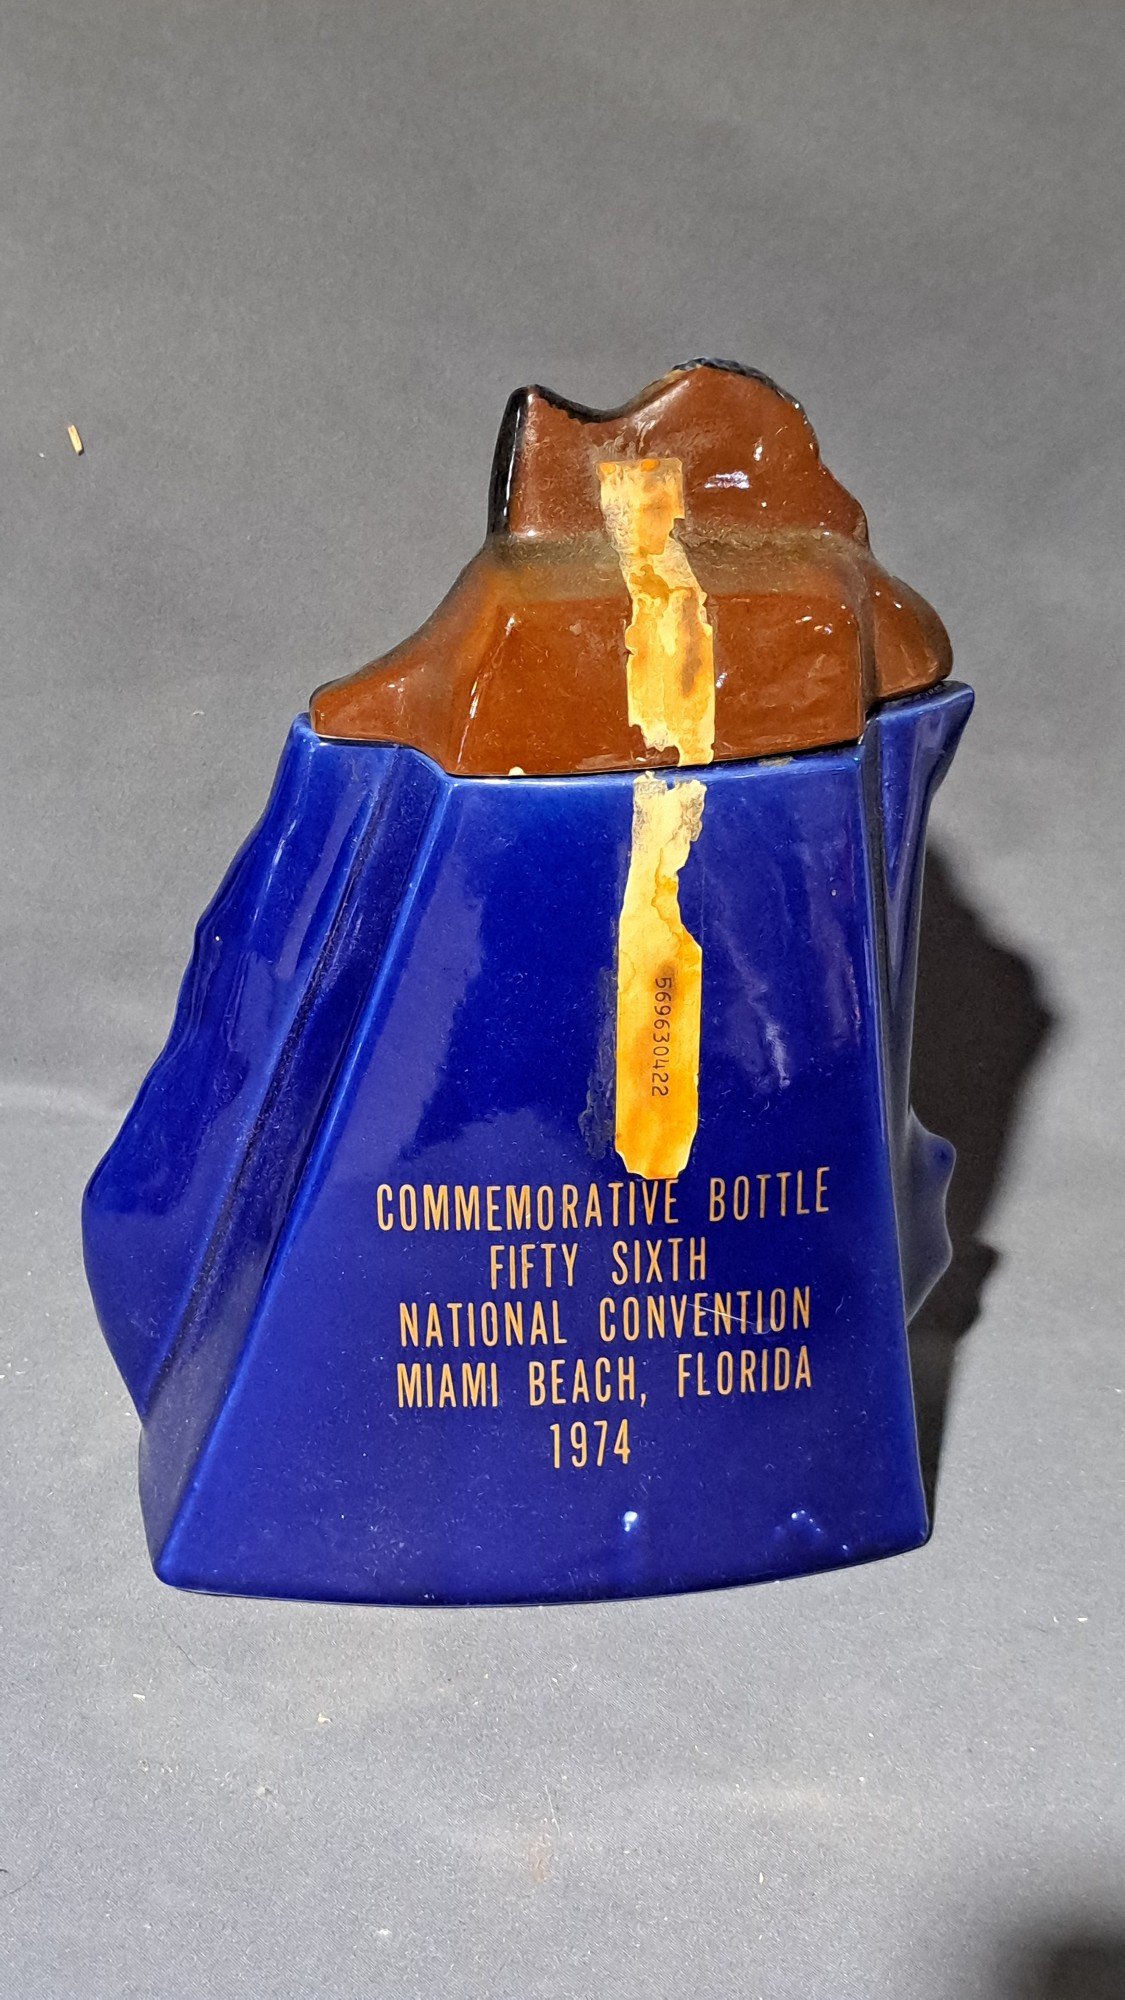 569630422
COMMEMORATIVE BOTTLE
FIFTY SIXTH
NATIONAL CONVENTION
MIAMI BEACH, FLORIDA
1974